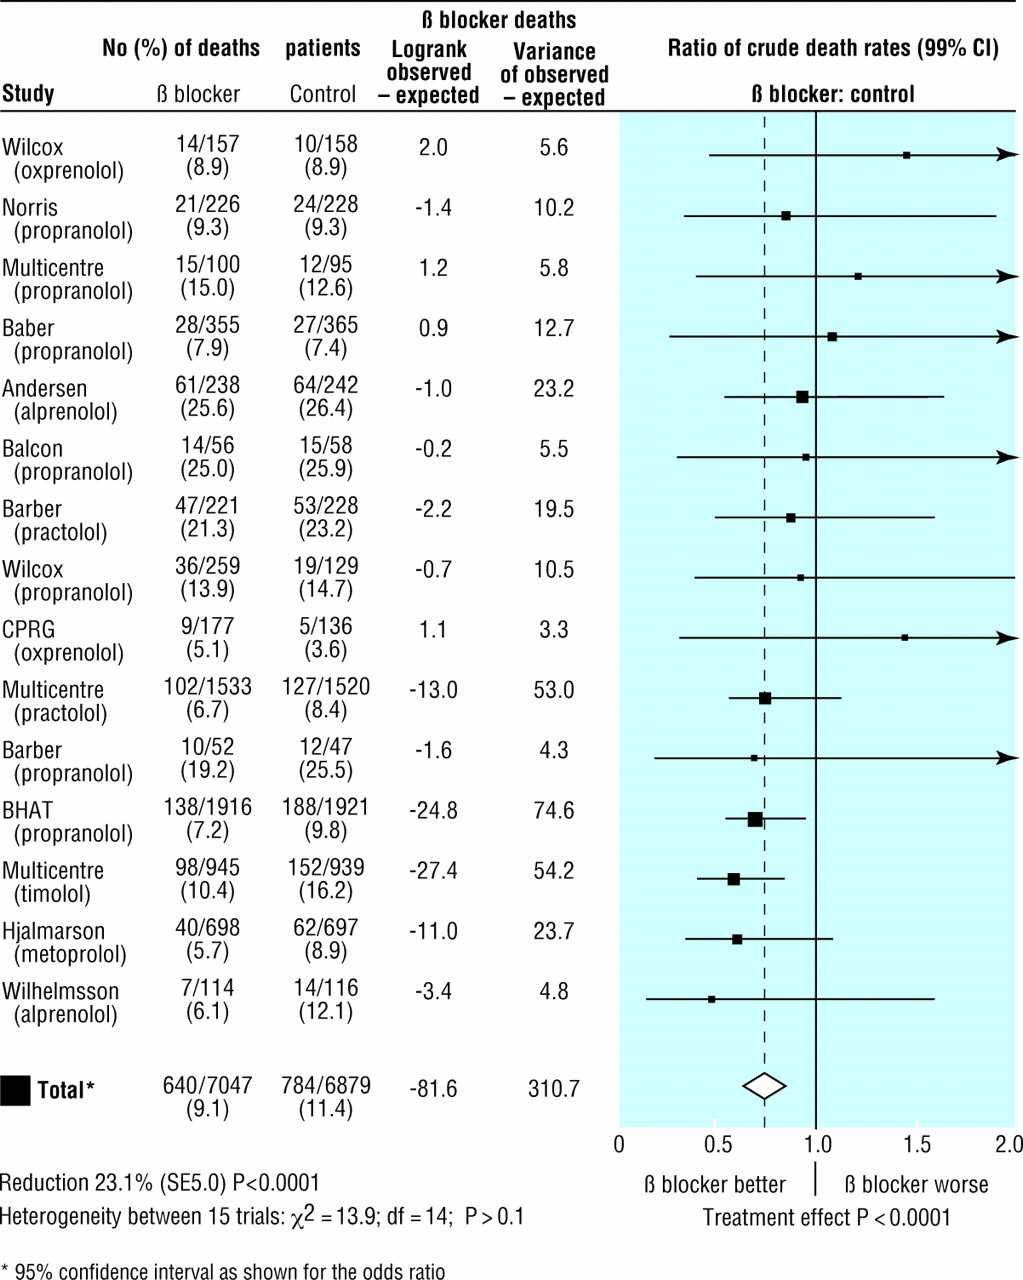 ß blocker deaths
No (%) of deaths patients Logrank Variance Ratio of crude death rates (99% CI)
observed of observed
Study ß blocker Control – expected – expected ß blocker: control
Wilcox 14/157 10/158 2.0 5.6
(oxprenolol) (8.9) (8.9)
Norris 21/226 24/228 -1.4 10.2
(propranolol) (9.3) (9.3)
Multicentre 15/100 12/95 1.2 5.8
(propranolol) (15.0) (12.6)
Baber 28/355 27/365 0.9 12.7
(propranolol) (7.9) (7.4)
Andersen 61/238 64/242 -1.0 23.2
(alprenolol) (25.6) (26.4)
Balcon 14/56 15/58 -0.2 5.5
(propranolol) (25.0) (25.9)
Barber 47/221 53/228 -2.2 19.5
(practolol) (21.3) (23.2)
Wilcox 36/259 19/129 -0.7 10.5
(propranolol) (13.9) (14.7)
CPRG 9/177 5/136 1.1 3.3
(oxprenolol) (5.1) (3.6)
Multicentre 102/1533 127/1520 -13.0 53.0
(practolol) (6.7) (8.4)
Barber 10/52 12/47 -1.6 4.3
(propranolol) (19.2) (25.5)
BHAT 138/1916 188/1921 -24.8 74.6
(propranolol) (7.2) (9.8)
Multicentre 98/945 152/939 -27.4 54.2
(timolol) (10.4) (16.2)
Hjalmarson 40/698 62/697 -11.0 23.7
(metoprolol) (5.7) (8.9)
Wilhelmsson 7/114 14/116 -3.4 4.8
(alprenolol) (6.1) (12.1)
Total* 640/7047 784/6879 -81.6 310.7
(9.1) (11.4)
0 0.5 1.0 1.5 2.0
Reduction 23.1% (SE5.0) P<0.0001 ß blocker better ß blocker worse
Heterogeneity between 15 trials: χ2 = 13.9; df = 14; P > 0.1 Treatment effect P < 0.0001
* 95% confidence interval as shown for the odds ratio